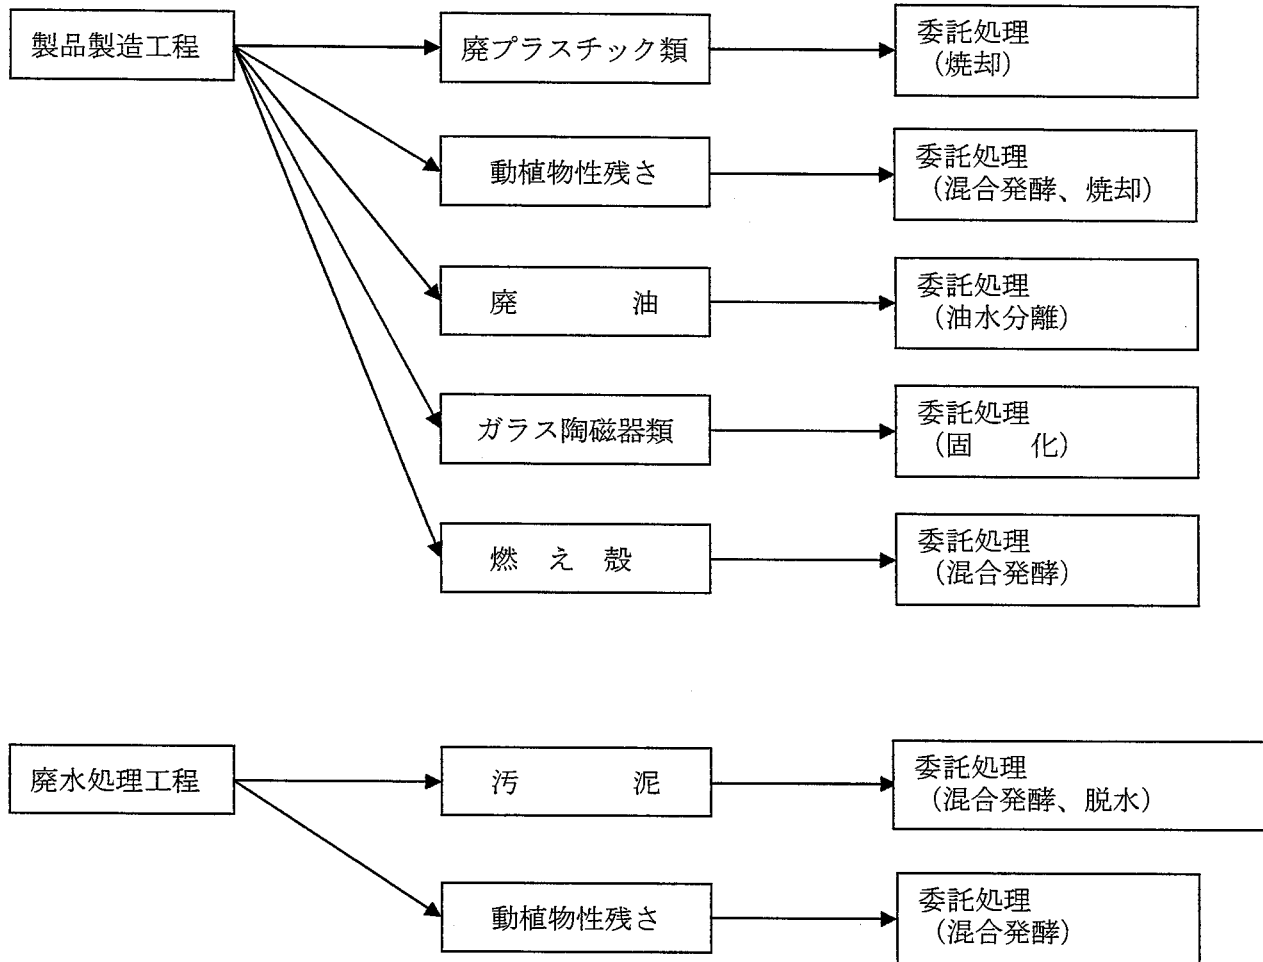 製品製造工程
廃プラスチック類
委託処理
（焼却）
動植物性残さ
委託処理
（混合発酵、焼却）
廃　　　　油
委託処理
（油水分離）
ガラス陶磁器類
委託処理
（固　　化）
燃　え　殻
委託処理
（混合発酵）
廃水処理工程
汚　　　　泥
委託処理
（混合発酵、脱水）
動植物性残さ
委託処理
（混合発酵）